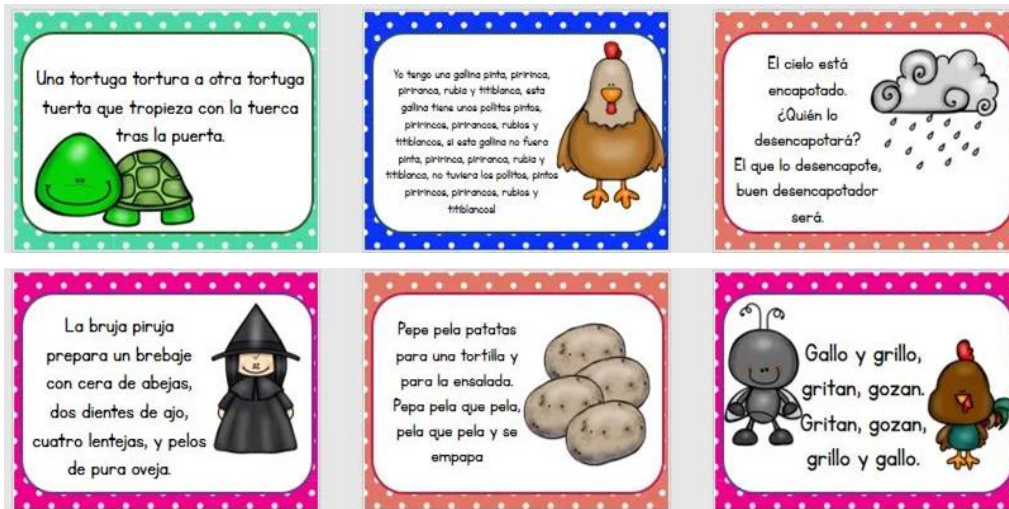 Una tortuga tortura a otra tortuga
tuerta que tropieza con la tuerca
tras la puerta.
Yo tengo una gallina pinta, piririnca,
piriranca, rubia y titiblanca, esta
gallina tiene unos pollitos pintos,
piririncos, pirirancos, rubios y
titiblancos, si esta gallina no fuera
pinta, piririnca, piriranca, rubia y
titiblanca, no tuviera los pollitos, pintos
piririncos, pirirancos, rubios y
titiblancos!
El cielo está
encapotado.
¿Quién lo
desencapotará?
El que lo desencapote,
buen desencapotador
será.
La bruja piruja
prepara un brebaje
con cera de abejas,
dos dientes de ajo,
cuatro lentejas, y pelos
de pura oveja.
Pepe pela patatas
para una tortilla y
para la ensalada.
Pepa pela que pela,
pela que pela y se
empapa
Gallo y grillo,
gritan, gozan.
Gritan, gozan,
grillo y gallo.